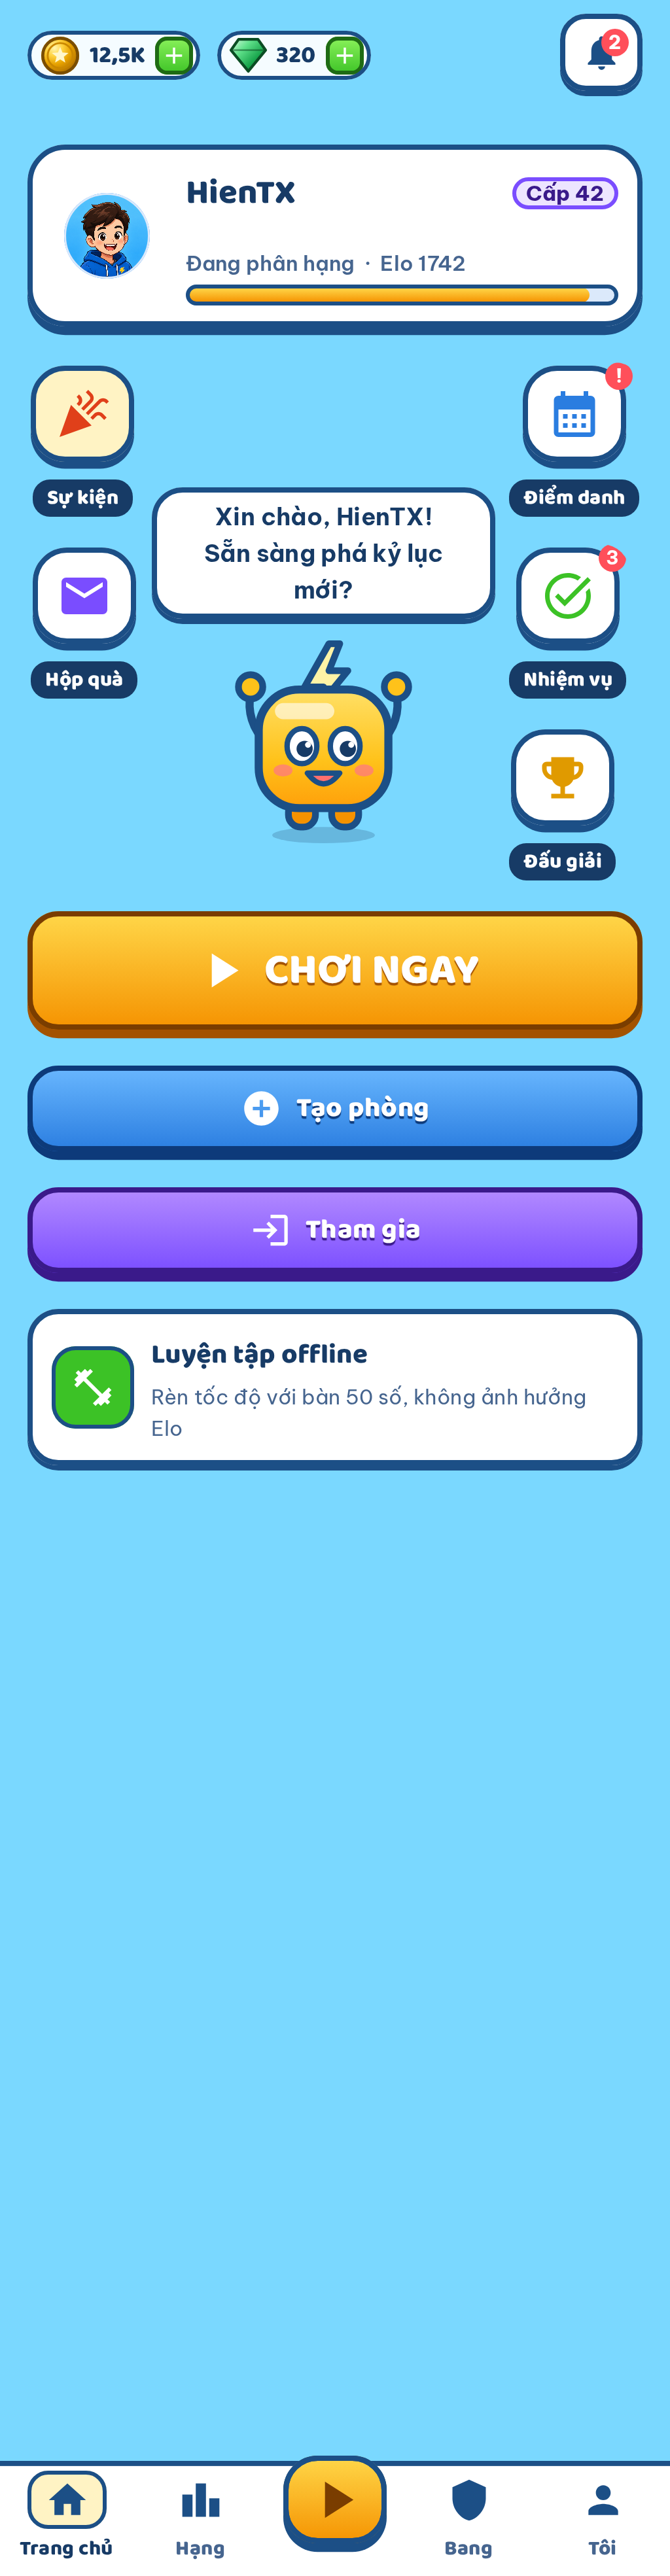 12,5K
320
2
HienTX
Cấp 42
Đang phân hạng · Elo 1742
!
Sự kiện
Điểm danh
Xin chào, HienTX!
Sẵn sàng phá kỷ lục
mới?
3
Hộp quà
Nhiệm vụ
Đấu giải
CHƠI NGAY
Tạo phòng
Tham gia
Luyện tập offline
Rèn tốc độ với bàn 50 số, không ảnh hưởng
Elo
Trang chủ
Hạng
Bang
Tôi